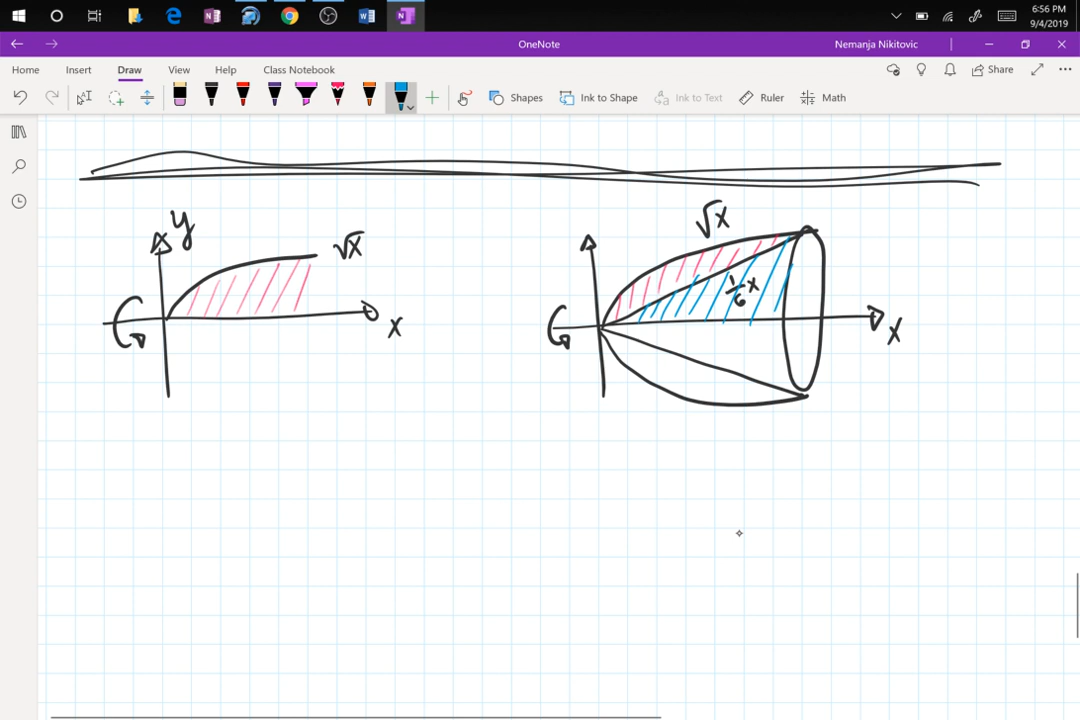 6:56 PM
9/4/2019
OneNote
Nemanja Nikitovic
Home Insert Draw View Help Class Notebook
Share
Shapes Ink to Shape Ink to Text Ruler Math
y
√x
x
√x
1/6 x
x